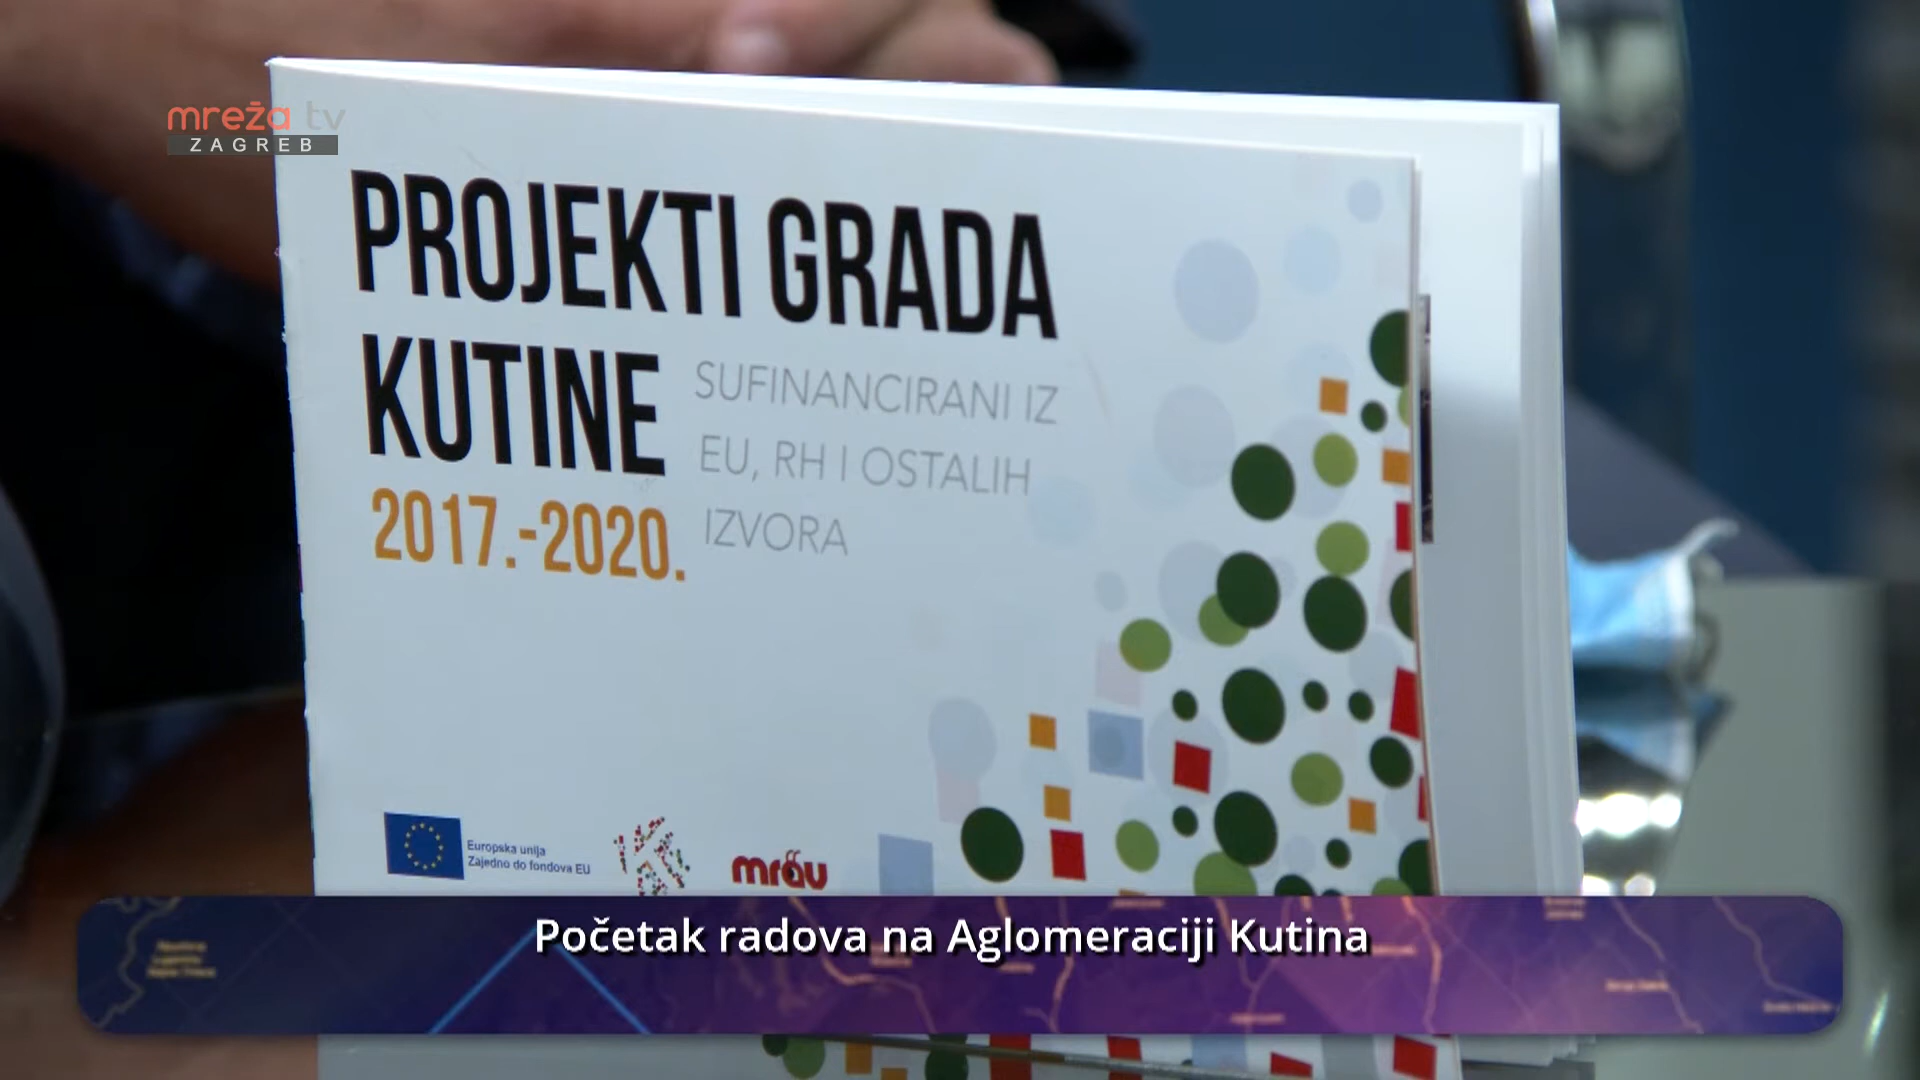 mreža tv
ZAGREB
PROJEKTI GRADA
KUTINE
2017.-2020.
SUFINANCIRANI IZ
EU, RH I OSTALIH
IZVORA
Europska unija
Zajedno do fondova EU
mrav
Početak radova na Aglomeraciji Kutina